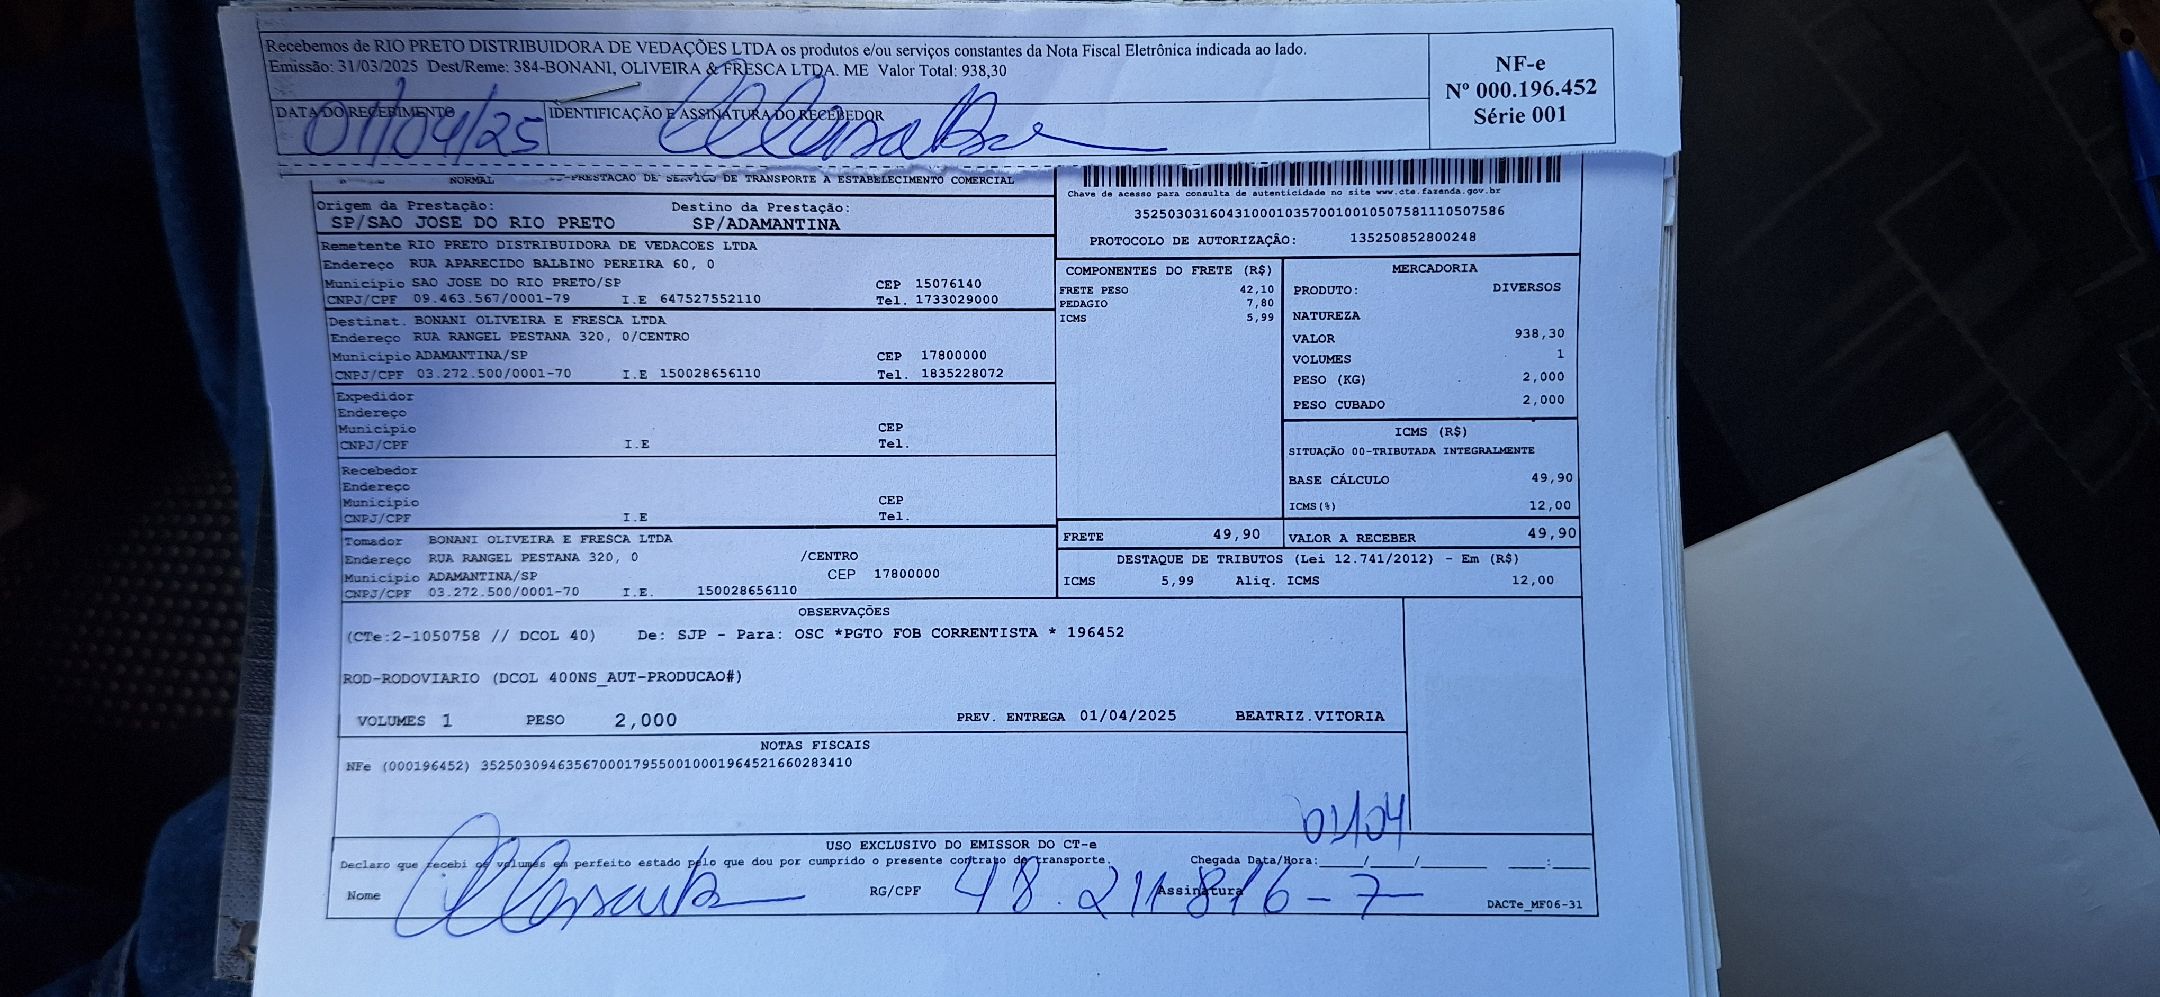 Recebemos de RIO PRETO DISTRIBUIDORA DE VEDAÇÕES LTDA os produtos e/ou serviços constantes da Nota Fiscal Eletrônica indicada ao lado.
Emissão: 31/03/2025 Dest/Reme: 384-BONANI, OLIVEIRA & FRESCA LTDA. ME Valor Total: 938,30
NF-e
Nº 000.196.452
Série 001
DATA DO RECEBIMENTO
01/04/25
IDENTIFICAÇÃO E ASSINATURA DO RECEBEDOR
NORMAL
PRESTACAO DE SERVICO DE TRANSPORTE A ESTABELECIMENTO COMERCIAL
Chave de acesso para consulta de autenticidade no site www.cte.fazenda.gov.br
35250303160431000103570010010507581110507586
PROTOCOLO DE AUTORIZAÇÃO: 135250852800248
Origem da Prestação: Destino da Prestação:
SP/SAO JOSE DO RIO PRETO SP/ADAMANTINA
Remetente RIO PRETO DISTRIBUIDORA DE VEDACOES LTDA
Endereço RUA APARECIDO BALBINO PEREIRA 60, 0
Município SAO JOSE DO RIO PRETO/SP CEP 15076140
CNPJ/CPF 09.463.567/0001-79 I.E 647527552110 Tel. 1733029000
Destinat. BONANI OLIVEIRA E FRESCA LTDA
Endereço RUA RANGEL PESTANA 320, 0/CENTRO
Município ADAMANTINA/SP CEP 17800000
CNPJ/CPF 03.272.500/0001-70 I.E 150028656110 Tel. 1835228072
Expedidor
Endereço
Município CEP
CNPJ/CPF I.E Tel.
Recebedor
Endereço
Município CEP
CNPJ/CPF I.E Tel.
Tomador BONANI OLIVEIRA E FRESCA LTDA
Endereço RUA RANGEL PESTANA 320, 0 /CENTRO
Município ADAMANTINA/SP CEP 17800000
CNPJ/CPF 03.272.500/0001-70 I.E. 150028656110
COMPONENTES DO FRETE (R$)
FRETE PESO 42,10
PEDAGIO 7,80
ICMS 5,99
MERCADORIA
PRODUTO: DIVERSOS
NATUREZA
VALOR 938,30
VOLUMES 1
PESO (KG) 2,000
PESO CUBADO 2,000
ICMS (R$)
SITUAÇÃO 00-TRIBUTADA INTEGRALMENTE
BASE CÁLCULO 49,90
ICMS(%) 12,00
FRETE 49,90 VALOR A RECEBER 49,90
DESTAQUE DE TRIBUTOS (Lei 12.741/2012) - Em (R$)
ICMS 5,99 Aliq. ICMS 12,00
OBSERVAÇÕES
(CTe:2-1050758 // DCOL 40) De: SJP - Para: OSC *PGTO FOB CORRENTISTA * 196452
ROD-RODOVIARIO (DCOL 400NS_AUT-PRODUCAO#)
VOLUMES 1 PESO 2,000 PREV. ENTREGA 01/04/2025 BEATRIZ.VITORIA
NOTAS FISCAIS
NFe (000196452) 35250309463567000179550010001964521660283410
01/04
USO EXCLUSIVO DO EMISSOR DO CT-e
Declaro que recebi os volumes em perfeito estado pelo que dou por cumprido o presente contrato de transporte. Chegada Data/Hora:____/____/______ ____:____
Nome RG/CPF 48.211.816-7 Assinatura
DACTe_MF06-31